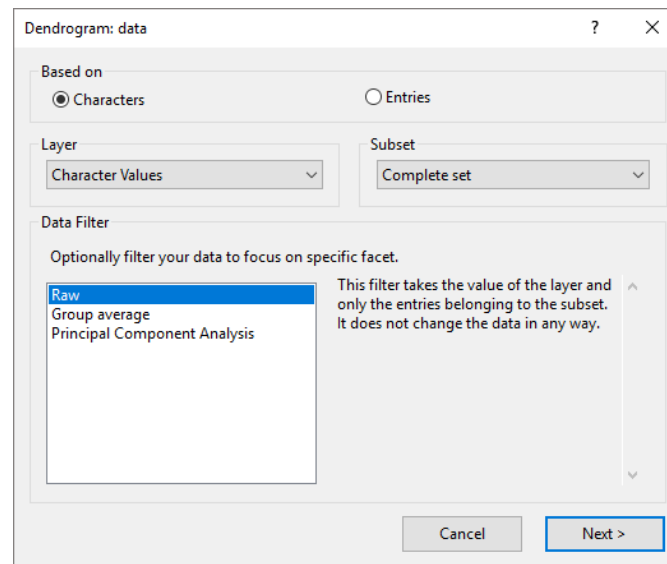 Dendrogram: data
?
Based on
Characters
Entries
Layer
Subset
Character Values
Complete set
Data Filter
Optionally filter your data to focus on specific facet.
Raw
Group average
Principal Component Analysis
This filter takes the value of the layer and
only the entries belonging to the subset.
It does not change the data in any way.
Cancel
Next >